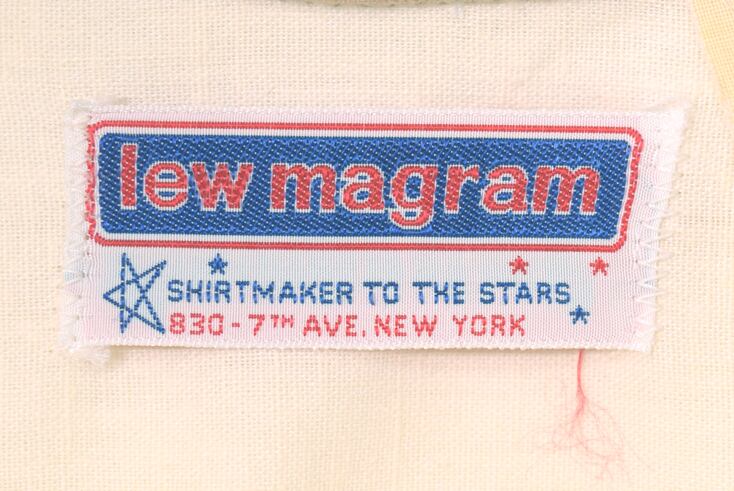 lew magram
SHIRTMAKER TO THE STARS
830-7TH AVE. NEW YORK